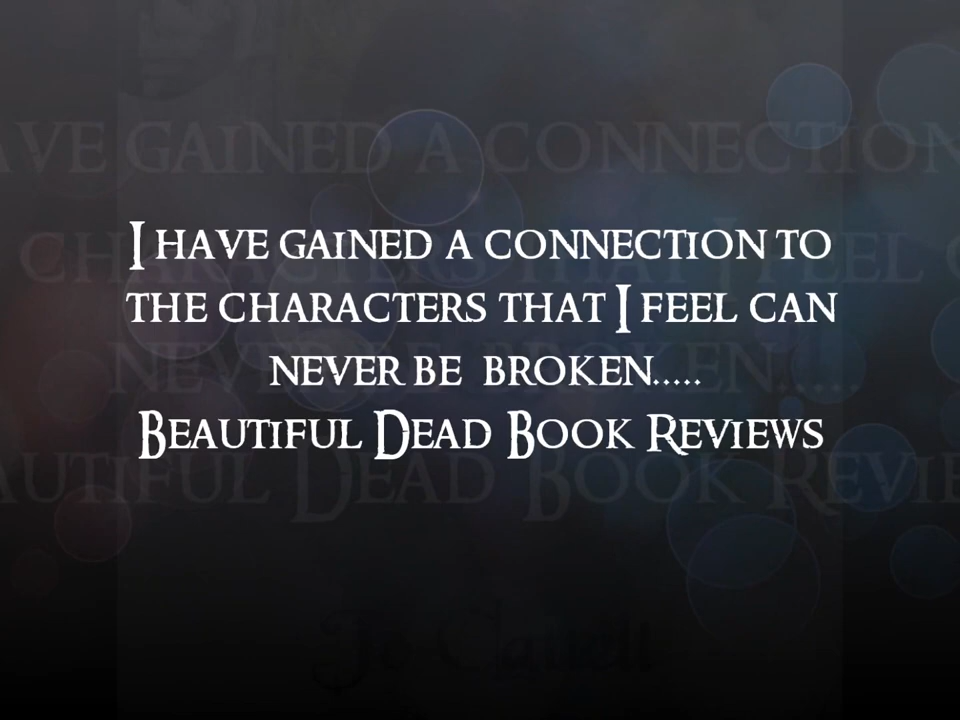 I have gained a connection to
the characters that I feel can
never be  broken.....
Beautiful Dead Book Reviews